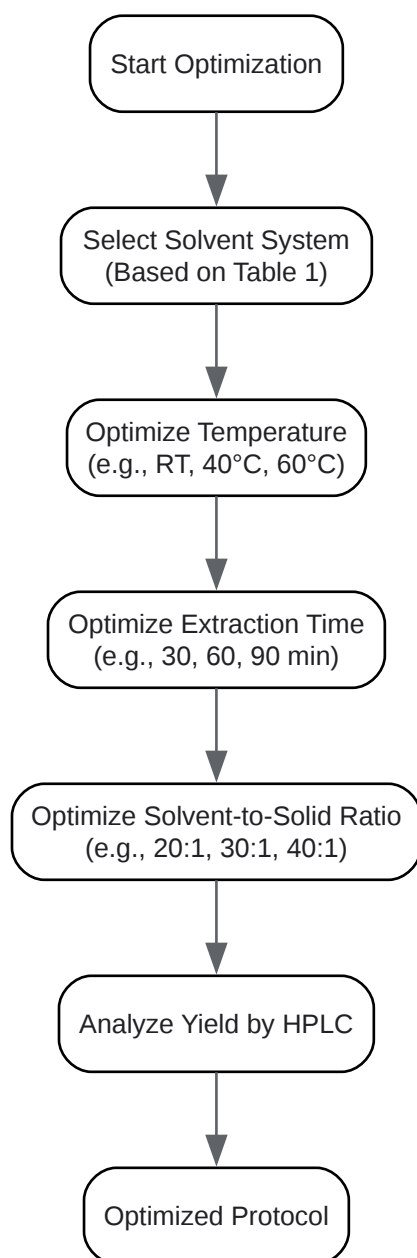 Start Optimization
Select Solvent System
(Based on Table 1)
Optimize Temperature
(e.g., RT, 40°C, 60°C)
Optimize Extraction Time
(e.g., 30, 60, 90 min)
Optimize Solvent-to-Solid Ratio
(e.g., 20:1, 30:1, 40:1)
Analyze Yield by HPLC
Optimized Protocol